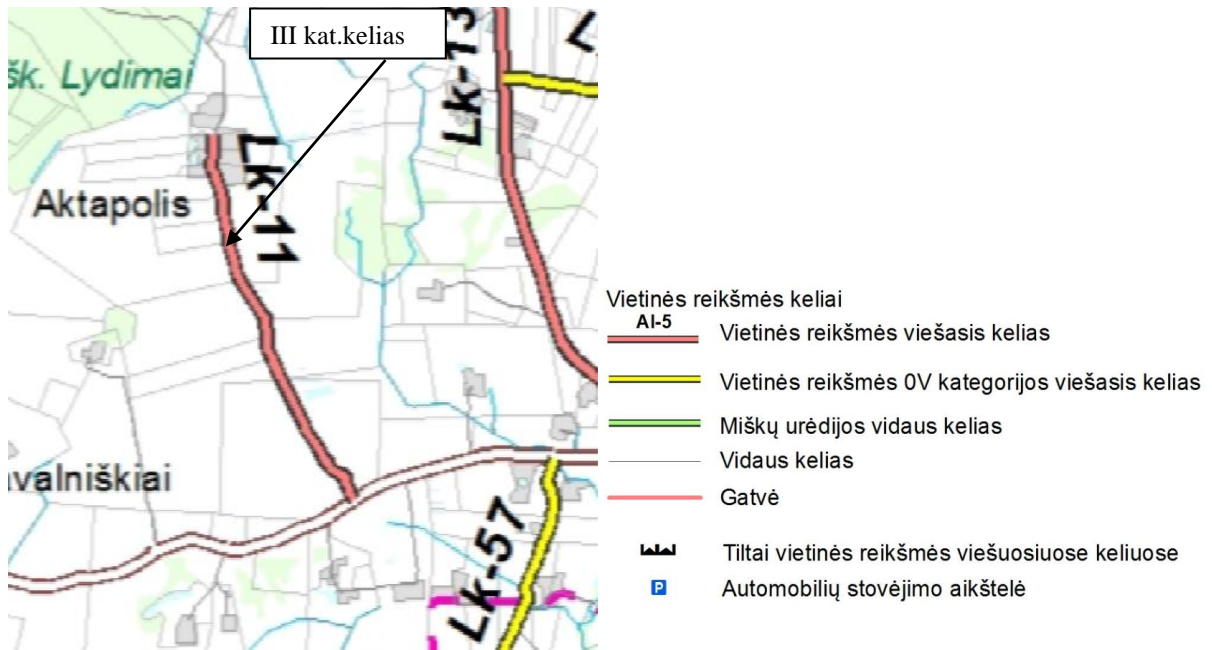 III kat.kelias
šk. Lydimai
Lk-13
Lk-11
Aktapolis
avalniškiai
Lk-57
Vietinės reikšmės keliai
AI-5
Vietinės reikšmės viešasis kelias
Vietinės reikšmės 0V kategorijos viešasis kelias
Miškų urėdijos vidaus kelias
Vidaus kelias
Gatvė
Tiltai vietinės reikšmės viešuosiuose keliuose
P
Automobilių stovėjimo aikštelė